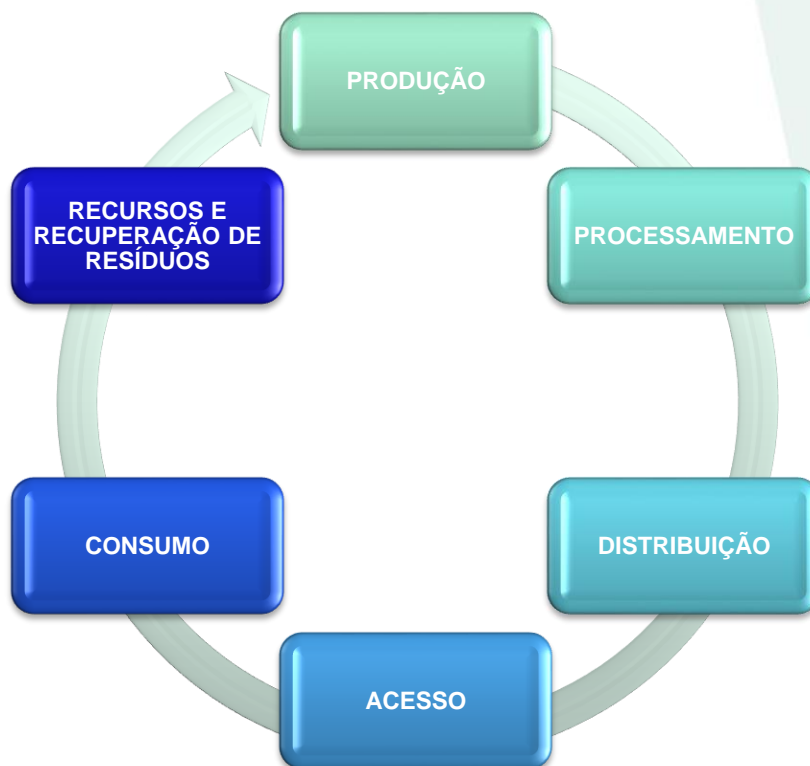 PRODUÇÃO
PROCESSAMENTO
DISTRIBUIÇÃO
ACESSO
CONSUMO
RECURSOS E
RECUPERAÇÃO DE
RESÍDUOS